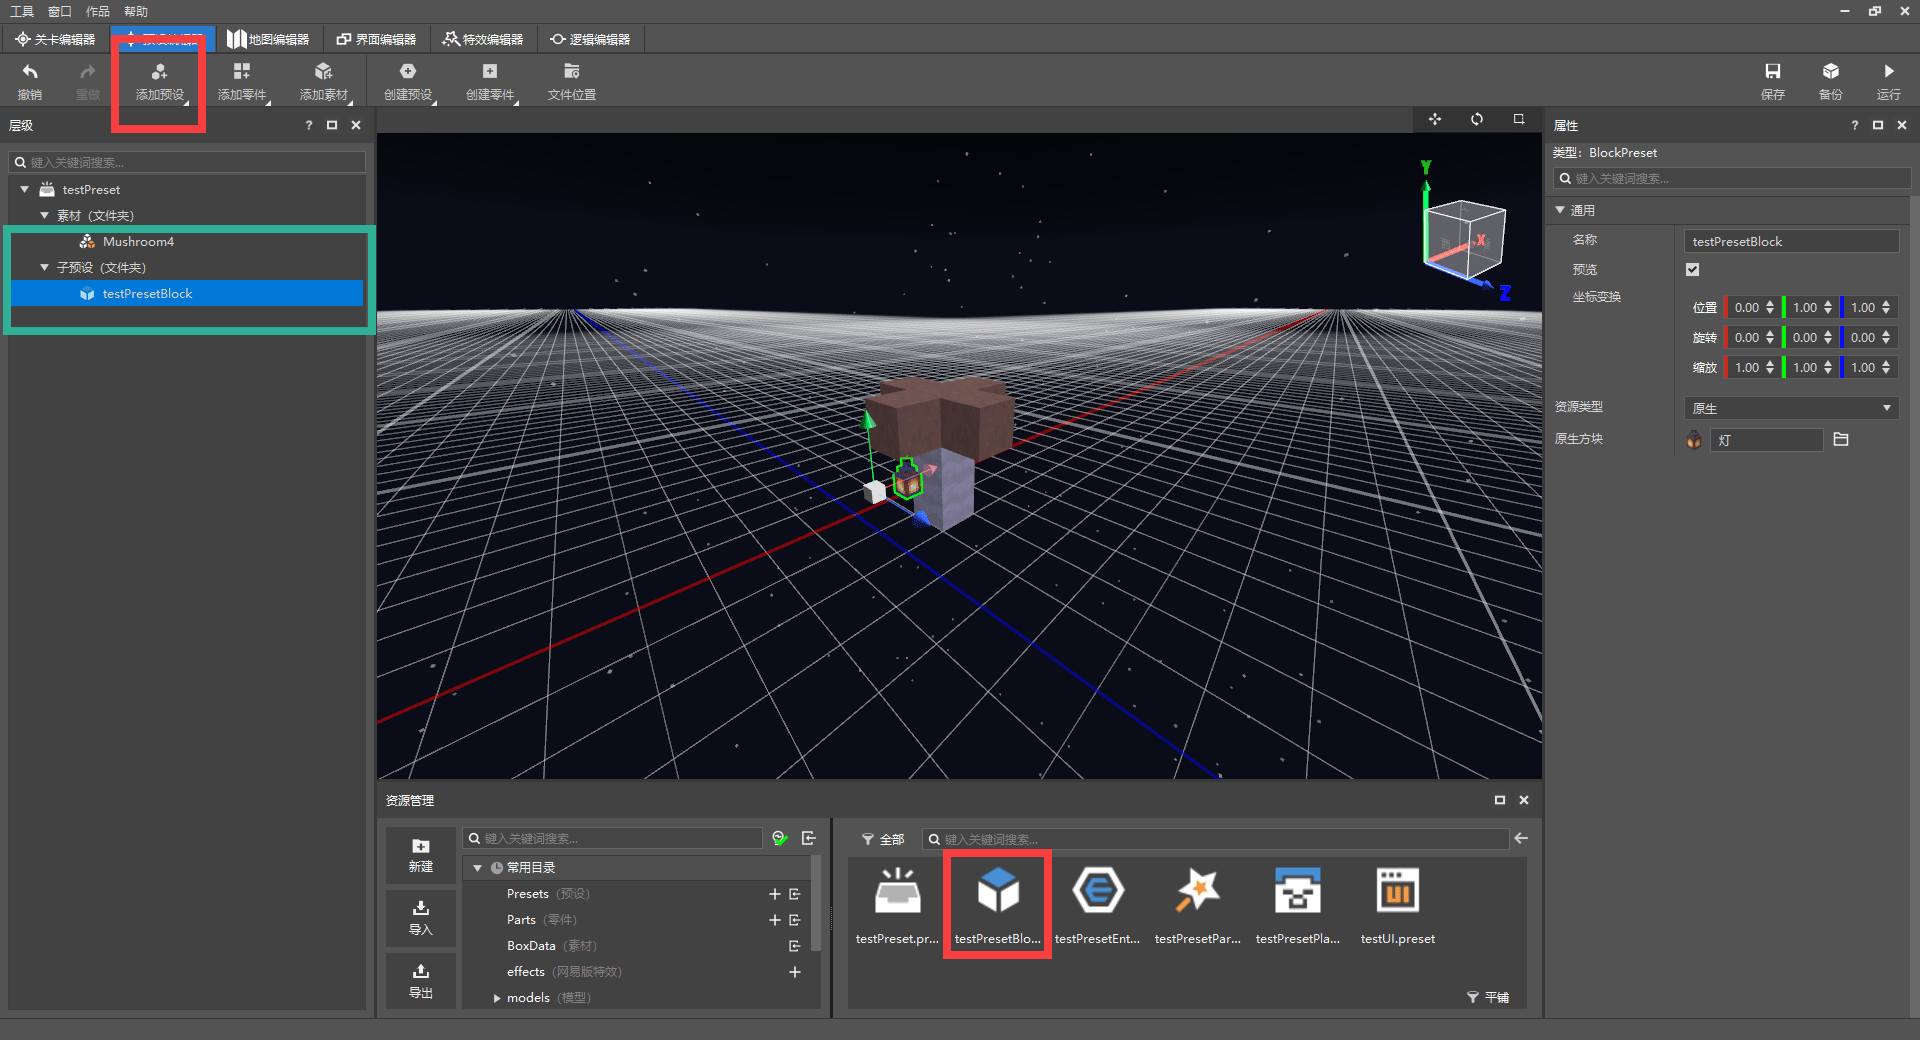 工具 窗口 作品 帮助
关卡编辑器 预设编辑器 地图编辑器 界面编辑器 特效编辑器 逻辑编辑器
撤销 重做 添加预设 添加零件 添加素材 创建预设 创建零件 文件位置 保存 备份 运行
层级 ?
键入关键词搜索...
testPreset
素材 (文件夹)
Mushroom4
子预设 (文件夹)
testPresetBlock
Y
X
Z
属性 ?
类型: BlockPreset
键入关键词搜索...
通用
名称 testPresetBlock
预览
坐标变换
位置 0.00 1.00 1.00
旋转 0.00 0.00 0.00
缩放 1.00 1.00 1.00
资源类型 原生
原生方块 灯
资源管理
新建
导入
导出
键入关键词搜索...
常用目录
Presets (预设)
Parts (零件)
BoxData (素材)
effects (网易版特效)
models (模型)
全部 键入关键词搜索...
UI
testPreset.pr... testPresetBlo... testPresetEnt... testPresetPar... testPresetPla... testUI.preset
平铺